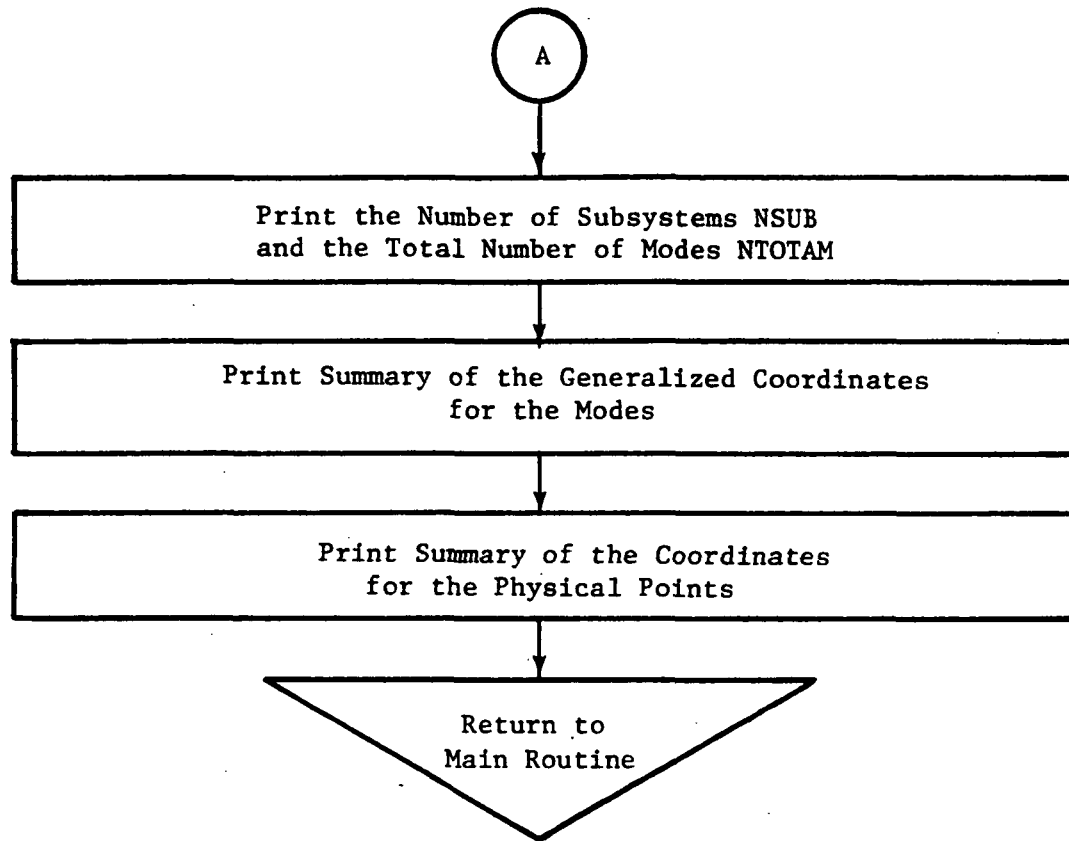 A
Print the Number of Subsystems NSUB
and the Total Number of Modes NTOTAM
Print Summary of the Generalized Coordinates
for the Modes
Print Summary of the Coordinates
for the Physical Points
Return to
Main Routine